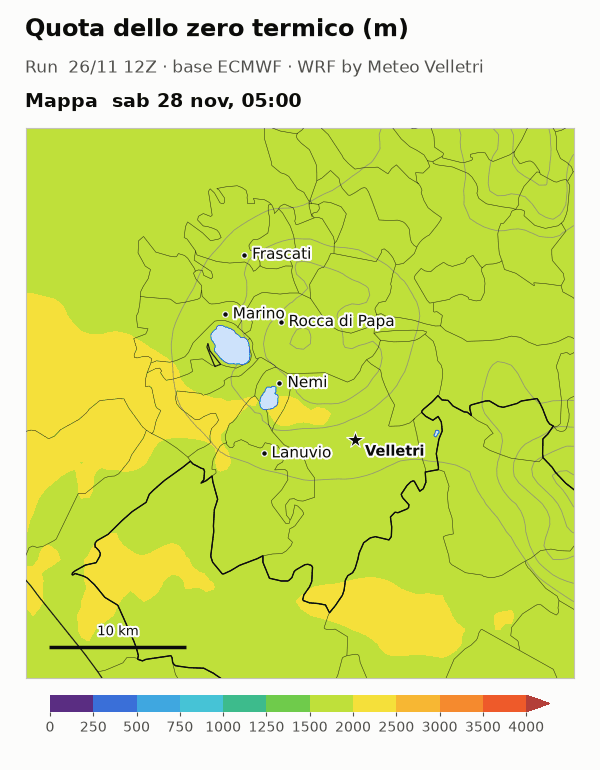 Quota dello zero termico (m)
Run  26/11 12Z · base ECMWF · WRF by Meteo Velletri
Mappa  sab 28 nov, 05:00
Frascati
Marino
Rocca di Papa
Nemi
Velletri
Lanuvio
10 km
0 250 500 750 1000 1250 1500 2000 2500 3000 3500 4000